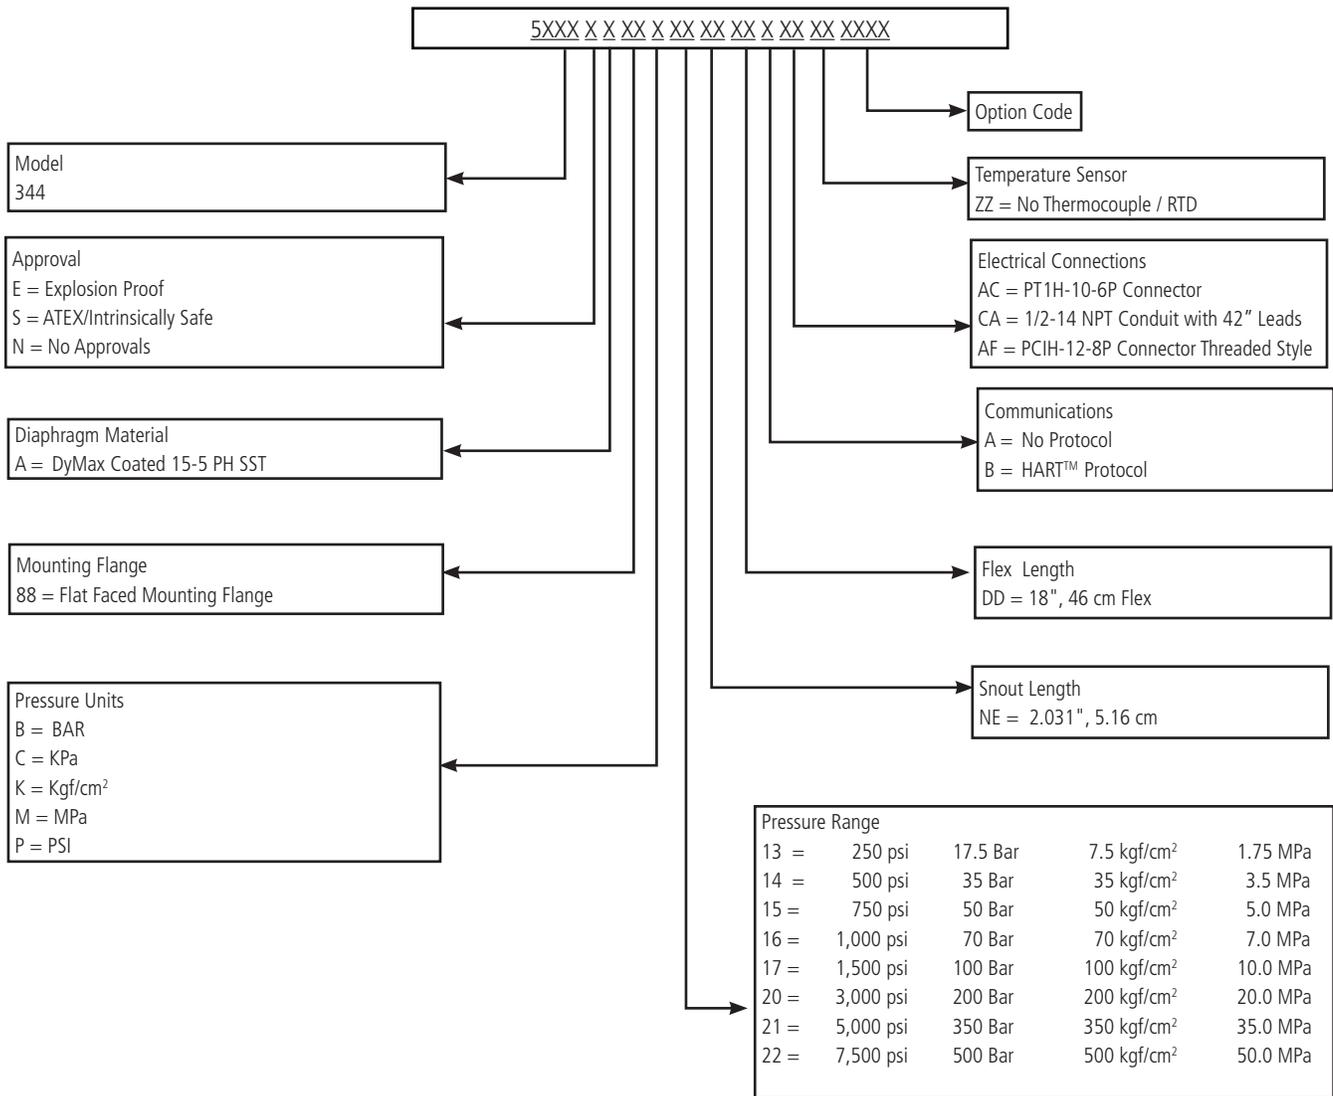 5XXX X X XX X XX XX XX X XX XX XXXX
Option Code
Model
344
Temperature Sensor
ZZ = No Thermocouple / RTD
Approval
E = Explosion Proof
S = ATEX/Intrinsically Safe
N = No Approvals
Electrical Connections
AC = PT1H-10-6P Connector
CA = 1/2-14 NPT Conduit with 42" Leads
AF = PCIH-12-8P Connector Threaded Style
Diaphragm Material
A = DyMax Coated 15-5 PH SST
Communications
A = No Protocol
B = HART™ Protocol
Mounting Flange
88 = Flat Faced Mounting Flange
Flex Length
DD = 18", 46 cm Flex
Pressure Units
B = BAR
C = KPa
K = Kgf/cm²
M = MPa
P = PSI
Snout Length
NE = 2.031", 5.16 cm
Pressure Range
13 = 250 psi 17.5 Bar 7.5 kgf/cm² 1.75 MPa
14 = 500 psi 35 Bar 35 kgf/cm² 3.5 MPa
15 = 750 psi 50 Bar 50 kgf/cm² 5.0 MPa
16 = 1,000 psi 70 Bar 70 kgf/cm² 7.0 MPa
17 = 1,500 psi 100 Bar 100 kgf/cm² 10.0 MPa
20 = 3,000 psi 200 Bar 200 kgf/cm² 20.0 MPa
21 = 5,000 psi 350 Bar 350 kgf/cm² 35.0 MPa
22 = 7,500 psi 500 Bar 500 kgf/cm² 50.0 MPa